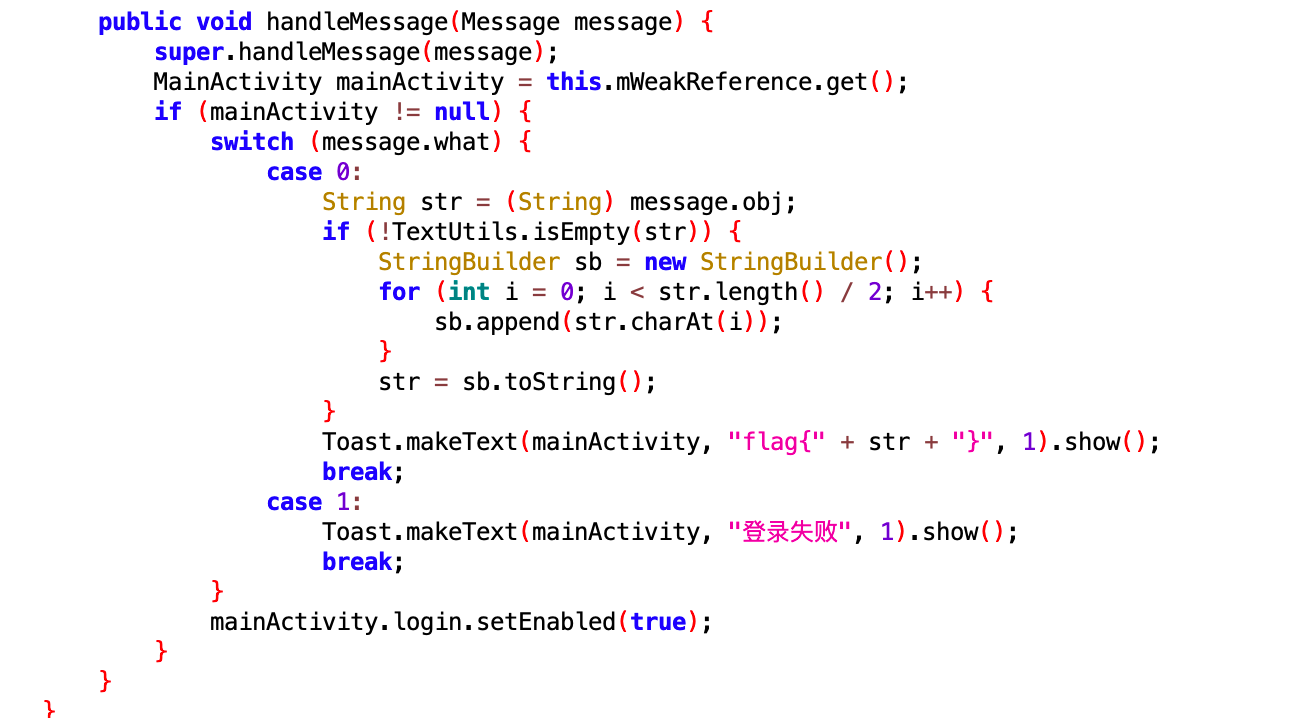 public void handleMessage(Message message) {
super.handleMessage(message);
MainActivity mainActivity = this.mWeakReference.get();
if (mainActivity != null) {
switch (message.what) {
case 0:
String str = (String) message.obj;
if (!TextUtils.isEmpty(str)) {
StringBuilder sb = new StringBuilder();
for (int i = 0; i < str.length() / 2; i++) {
sb.append(str.charAt(i));
}
str = sb.toString();
}
Toast.makeText(mainActivity, "flag{" + str + "}", 1).show();
break;
case 1:
Toast.makeText(mainActivity, "登录失败", 1).show();
break;
}
mainActivity.login.setEnabled(true);
}
}
}